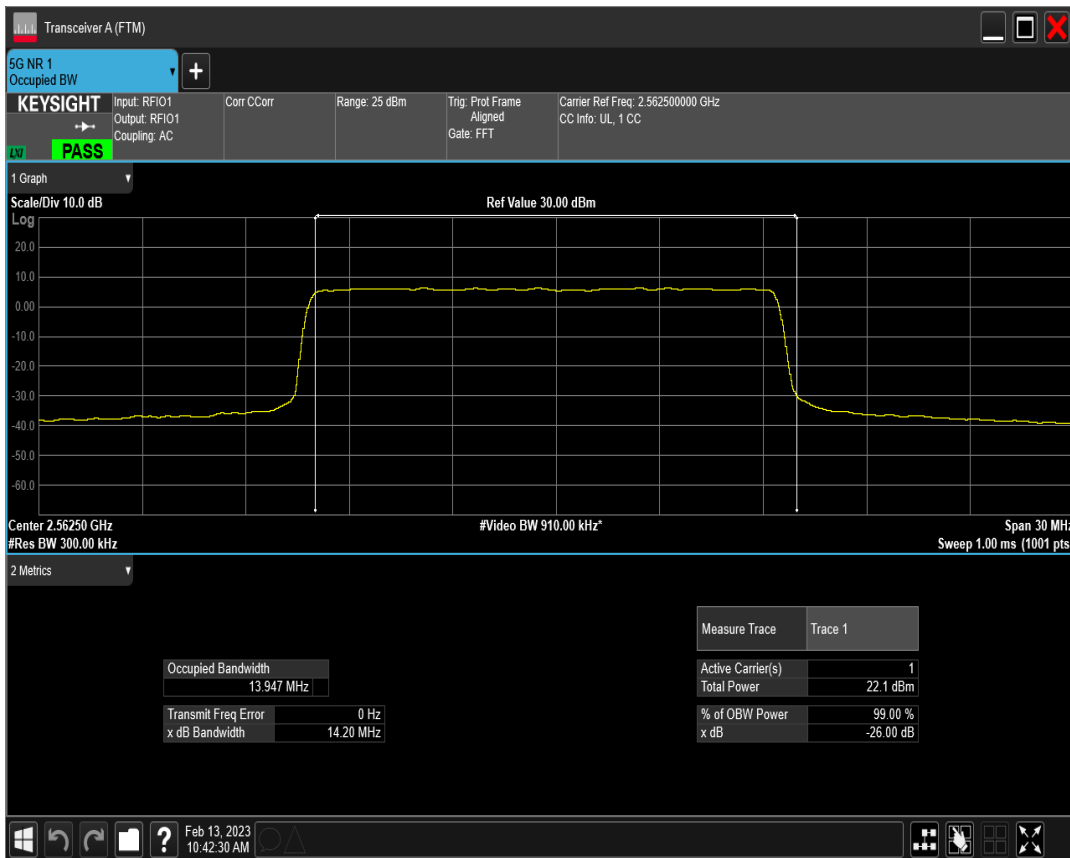 Transceiver A (FTM)
5G NR 1
Occupied BW
+
KEYSIGHT
LXI
PASS
Input: RFIO1
Output: RFIO1
Coupling: AC
Corr CCorr
Range: 25 dBm
Trig: Prot Frame
Aligned
Gate: FFT
Carrier Ref Freq: 2.562500000 GHz
CC Info: UL, 1 CC
1 Graph
Scale/Div 10.0 dB
Ref Value 30.00 dBm
Log
20.0
10.0
0.00
-10.0
-20.0
-30.0
-40.0
-50.0
-60.0
Center 2.56250 GHz
#Video BW 910.00 kHz*
Span 30 MHz
#Res BW 300.00 kHz
Sweep 1.00 ms (1001 pts
2 Metrics
Measure Trace Trace 1
Occupied Bandwidth
13.947 MHz
Active Carrier(s) 1
Total Power 22.1 dBm
Transmit Freq Error 0 Hz
x dB Bandwidth 14.20 MHz
% of OBW Power 99.00 %
x dB -26.00 dB
?
Feb 13, 2023
10:42:30 AM